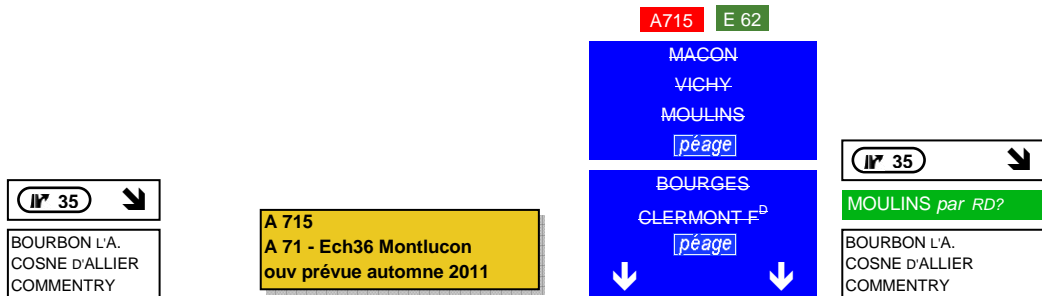 A715 E 62
MACON
VICHY
MOULINS
péage
BOURGES
CLERMONT Fᴰ
péage
35
BOURBON L'A.
COSNE D'ALLIER
COMMENTRY
A 715
A 71 - Ech36 Montlucon
ouv prévue automne 2011
35
MOULINS par RD?
BOURBON L'A.
COSNE D'ALLIER
COMMENTRY